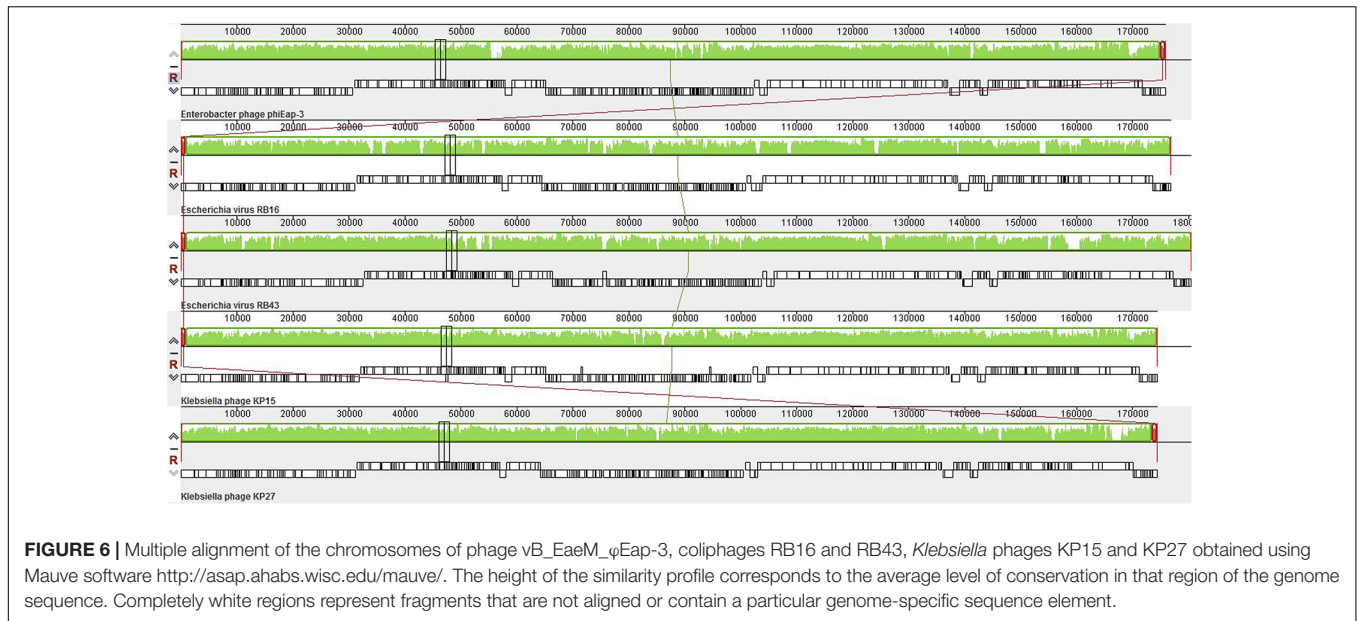 10000 20000 30000 40000 50000 60000 70000 80000 90000 100000 110000 120000 130000 140000 150000 160000 170000
R
Enterobacter phage phiEap-3
10000 20000 30000 40000 50000 60000 70000 80000 90000 100000 110000 120000 130000 140000 150000 160000 170000
R
Escherichia virus RB16
10000 20000 30000 40000 50000 60000 70000 80000 90000 100000 110000 120000 130000 140000 150000 160000 170000 1800
R
Escherichia virus RB43
10000 20000 30000 40000 50000 60000 70000 80000 90000 100000 110000 120000 130000 140000 150000 160000 170000
R
Klebsiella phage KP15
10000 20000 30000 40000 50000 60000 70000 80000 90000 100000 110000 120000 130000 140000 150000 160000 170000
R
Klebsiella phage KP27
FIGURE 6 | Multiple alignment of the chromosomes of phage vB_EaeM_φEap-3, coliphages RB16 and RB43, Klebsiella phages KP15 and KP27 obtained using
Mauve software http://asap.ahabs.wisc.edu/mauve/. The height of the similarity profile corresponds to the average level of conservation in that region of the genome
sequence. Completely white regions represent fragments that are not aligned or contain a particular genome-specific sequence element.